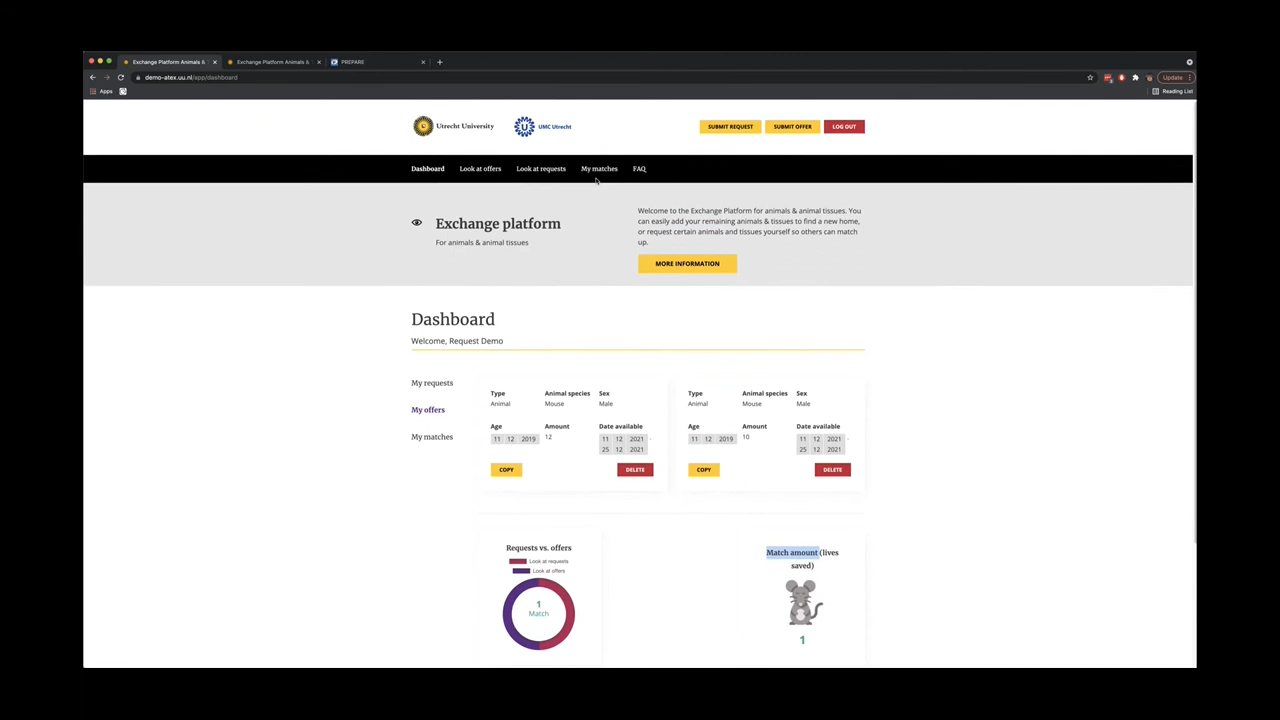 Exchange Platform Animals &
Exchange Platform Animals &
PREPARE
demo-atex.uu.nl/app/dashboard
Update
Apps
Reading List
Utrecht University
UMC Utrecht
SUBMIT REQUEST
SUBMIT OFFER
LOG OUT
Dashboard
Look at offers
Look at requests
My matches
FAQ
Exchange platform
For animals & animal tissues
Welcome to the Exchange Platform for animals & animal tissues. You
can easily add your remaining animals & tissues to find a new home,
or request certain animals and tissues yourself so others can match
up.
MORE INFORMATION
Dashboard
Welcome, Request Demo
My requests
My offers
My matches
Type Animal species Sex
Animal Mouse Male
Age Amount Date available
11 12 2019 12 11 12 2021 -
25 12 2021
COPY DELETE
Type Animal species Sex
Animal Mouse Male
Age Amount Date available
11 12 2019 10 11 12 2021 -
25 12 2021
COPY DELETE
Requests vs. offers
Look at requests
Look at offers
1
Match
Match amount (lives
saved)
1